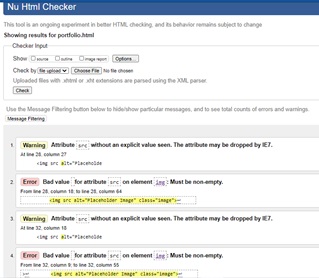 Nu Html Checker
This tool is an ongoing experiment in better HTML checking, and its behavior remains subject to change
Showing results for portfolio.html
Checker Input
Show source outline image report Options...
Check by file upload Choose File No file chosen
Uploaded files with .xhtml or .xht extensions are parsed using the XML parser.
Check
Use the Message Filtering button below to hide/show particular messages, and to see total counts of errors and warnings.
Message Filtering
1. Warning Attribute src without an explicit value seen. The attribute may be dropped by IE7.
At line 28, column 27
<img src alt="Placeholde
2. Error Bad value for attribute src on element img: Must be non-empty.
From line 28, column 18; to line 28, column 64
<img src alt="Placeholder Image" class="image">↩
3. Warning Attribute src without an explicit value seen. The attribute may be dropped by IE7.
At line 32, column 18
<img src alt="Placeholde
4. Error Bad value for attribute src on element img: Must be non-empty.
From line 32, column 9; to line 32, column 55
<img src alt="Placeholder Image" class="image">↩